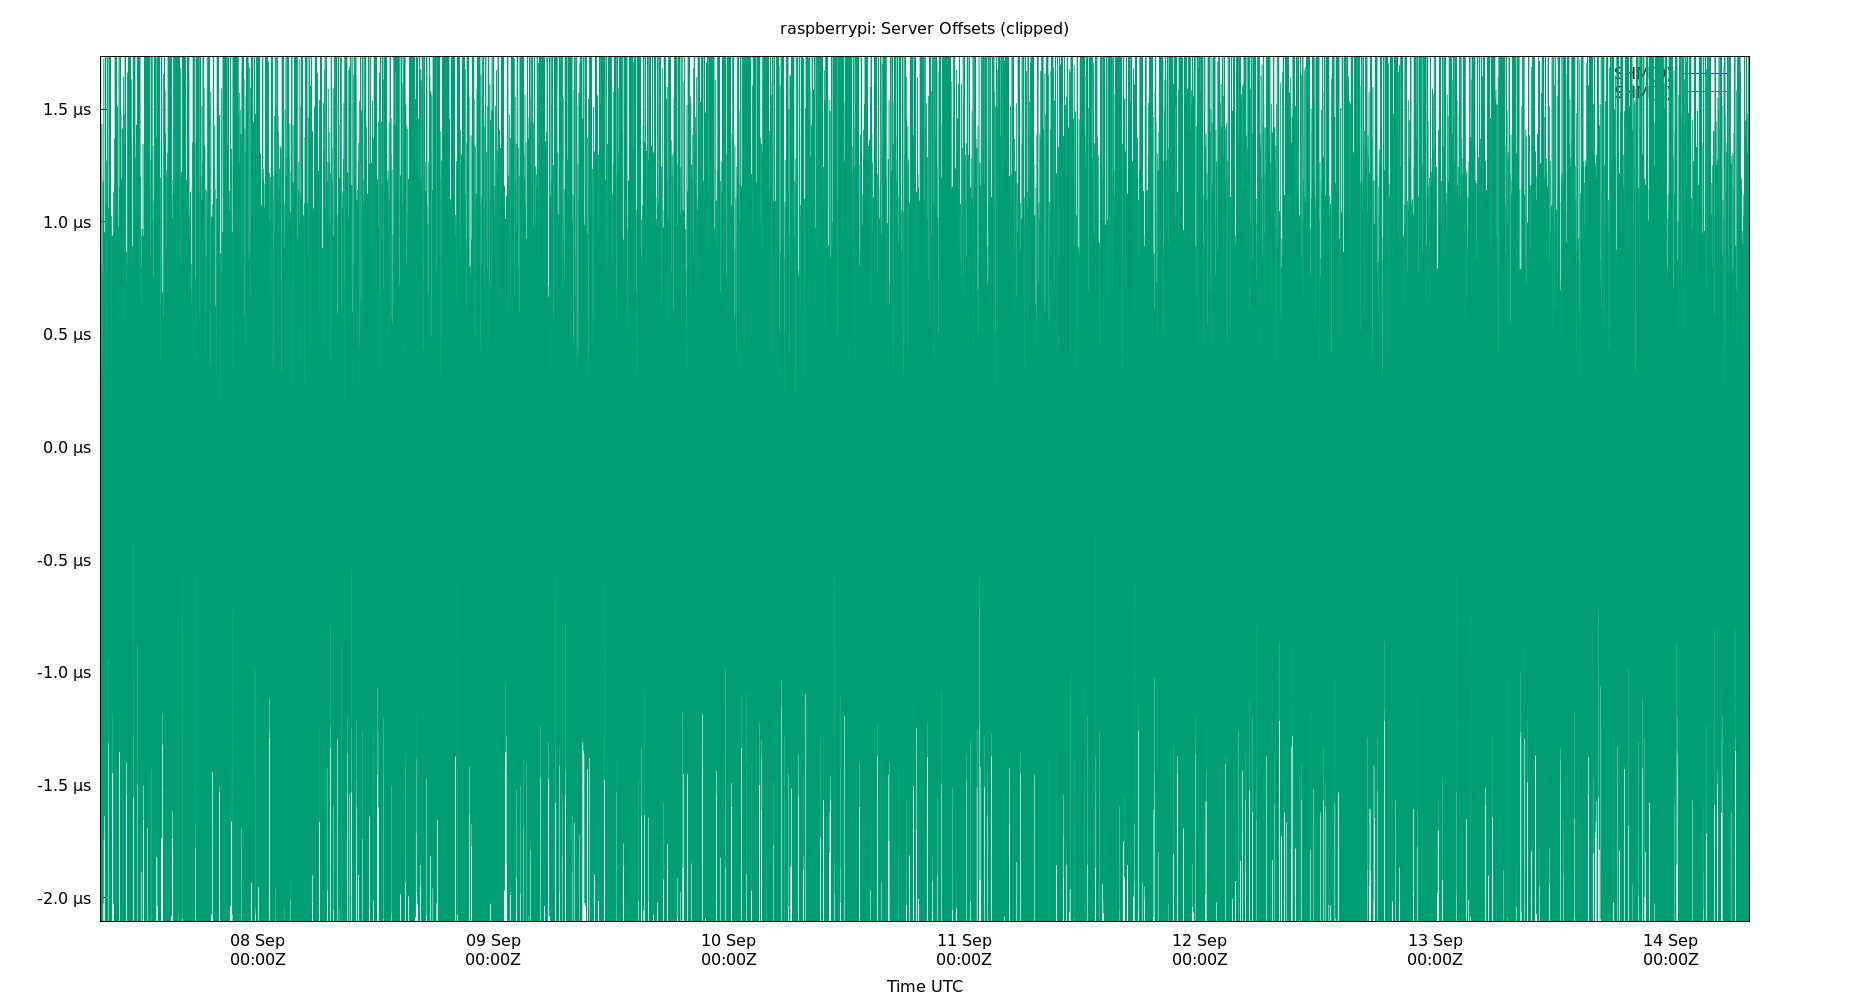 raspberrypi: Server Offsets (clipped)
1.5 µs
1.0 µs
0.5 µs
0.0 µs
-0.5 µs
-1.0 µs
-1.5 µs
-2.0 µs
08 Sep 09 Sep 10 Sep 11 Sep 12 Sep 13 Sep 14 Sep
00:00Z 00:00Z 00:00Z 00:00Z 00:00Z 00:00Z 00:00Z
Time UTC